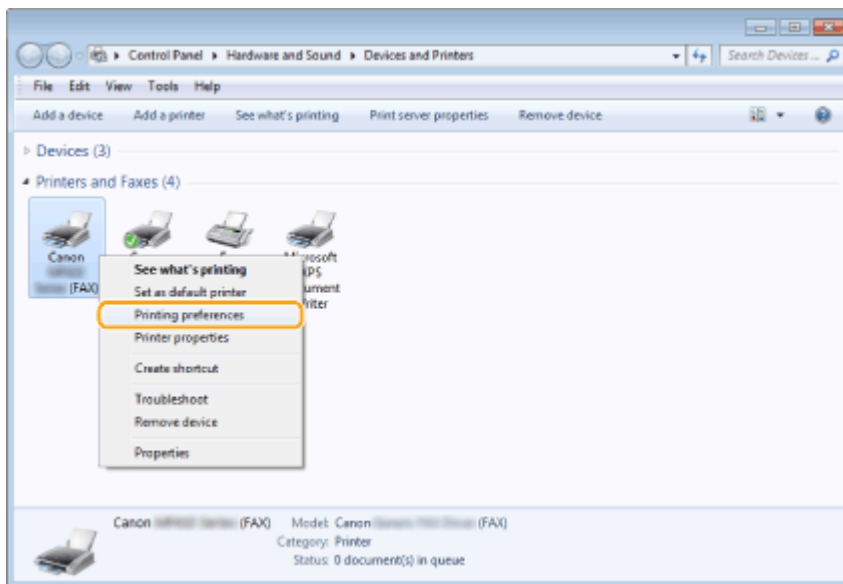 Control Panel Hardware and Sound Devices and Printers Search Devices ...
File Edit View Tools Help
Add a device Add a printer See what's printing Print server properties Remove device
Devices (3)
Printers and Faxes (4)
Canon
(FAX)
See what's printing
Set as default printer
Printing preferences
Printer properties
Create shortcut
Troubleshoot
Remove device
Properties
Canon (FAX) Model: Canon (FAX)
Category: Printer
Status: 0 document(s) in queue